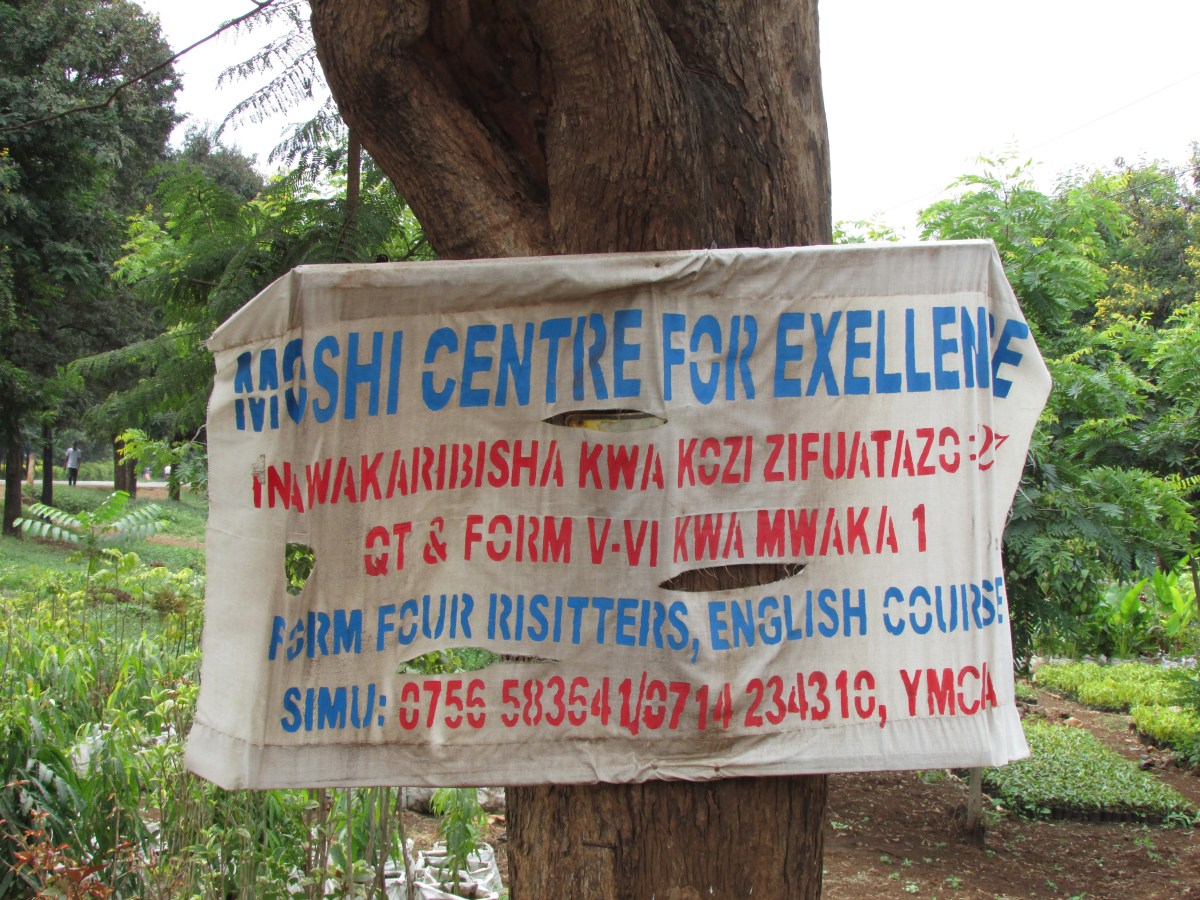 MOSHI CENTRE FOR EXELLENCE
INAWAKARIBISHA KWA KOZI ZIFUATAZO :-
QT & FORM V-VI KWA MWAKA 1
FORM FOUR RISITTERS, ENGLISH COURSE
SIMU: 0756 583641/0714 234310, YMCA